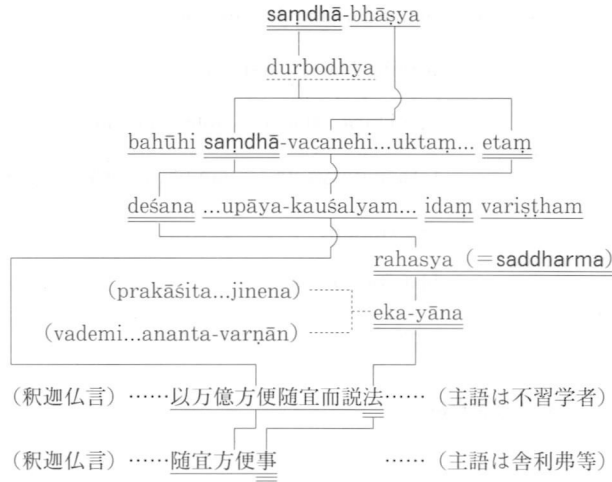 saṃdhā-bhāṣya
durbodhya
bahūhi saṃdhā-vacanehi...uktaṃ... etaṃ
deśana ...upāya-kauśalyam... idaṃ variṣṭham
rahasya (=saddharma)
(prakāśita...jinena)
eka-yāna
(vademi...ananta-varṇān)
(釈迦仏言) ……以万億方便随宜而説法…… (主語は不習学者)
(釈迦仏言) ……随宜方便事 …… (主語は舎利弗等)